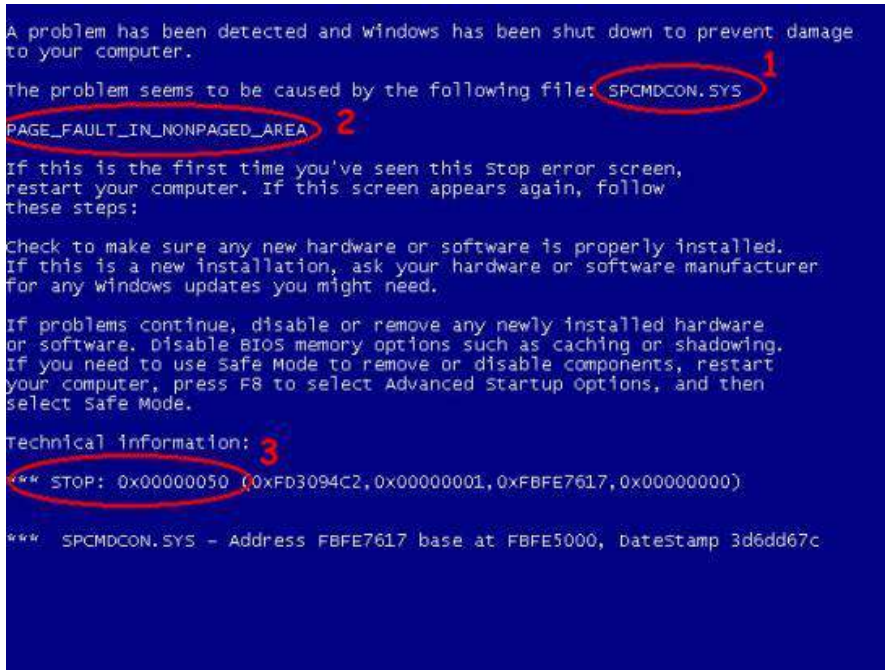 A problem has been detected and Windows has been shut down to prevent damage
to your computer.
The problem seems to be caused by the following file: SPCMDCON.SYS
1
PAGE_FAULT_IN_NONPAGED_AREA
2
If this is the first time you've seen this Stop error screen,
restart your computer. If this screen appears again, follow
these steps:
Check to make sure any new hardware or software is properly installed.
If this is a new installation, ask your hardware or software manufacturer
for any Windows updates you might need.
If problems continue, disable or remove any newly installed hardware
or software. Disable BIOS memory options such as caching or shadowing.
If you need to use Safe Mode to remove or disable components, restart
your computer, press F8 to select Advanced Startup Options, and then
select Safe Mode.
Technical information:
3
*** STOP: 0x00000050 (0xFD3094C2,0x00000001,0xFBFE7617,0x00000000)
*** SPCMDCON.SYS - Address FBFE7617 base at FBFE5000, DateStamp 3d6dd67c